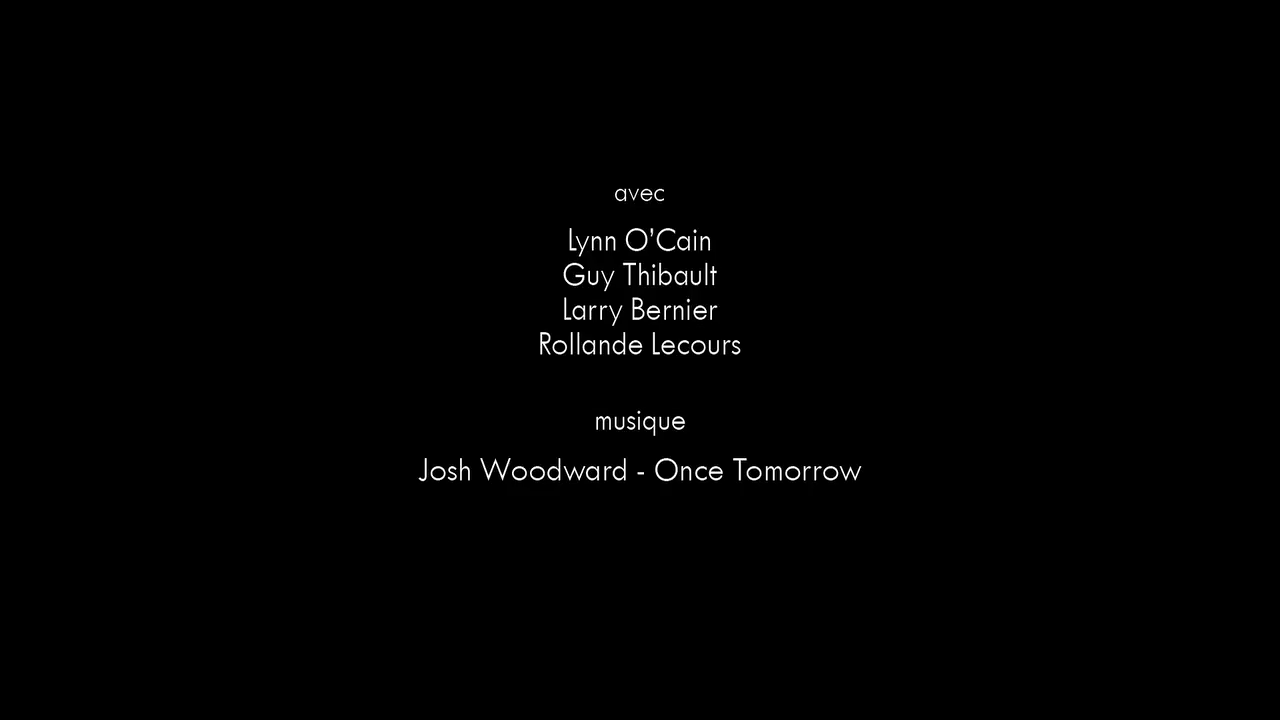 avec
Lynn O'Cain
Guy Thibault
Larry Bernier
Rollande Lecours
musique
Josh Woodward - Once Tomorrow